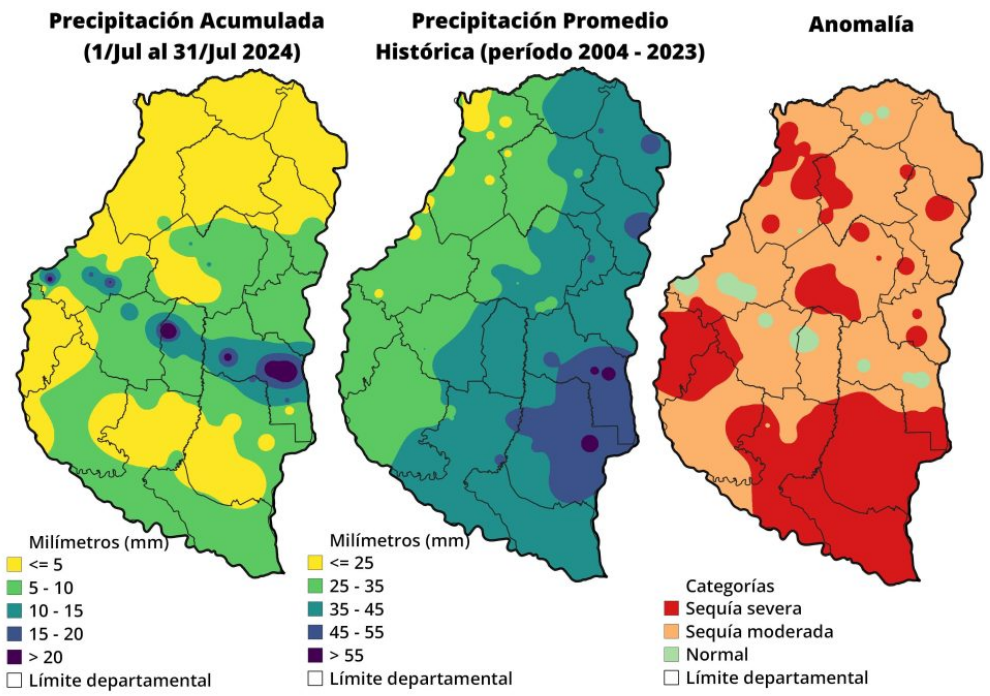 Precipitación Acumulada
(1/Jul al 31/Jul 2024)
Precipitación Promedio
Histórica (período 2004 - 2023)
Anomalía
Milímetros (mm)
<= 5
5 - 10
10 - 15
15 - 20
> 20
Límite departamental
Milímetros (mm)
<= 25
25 - 35
35 - 45
45 - 55
> 55
Límite departamental
Categorías
Sequía severa
Sequía moderada
Normal
Límite departamental